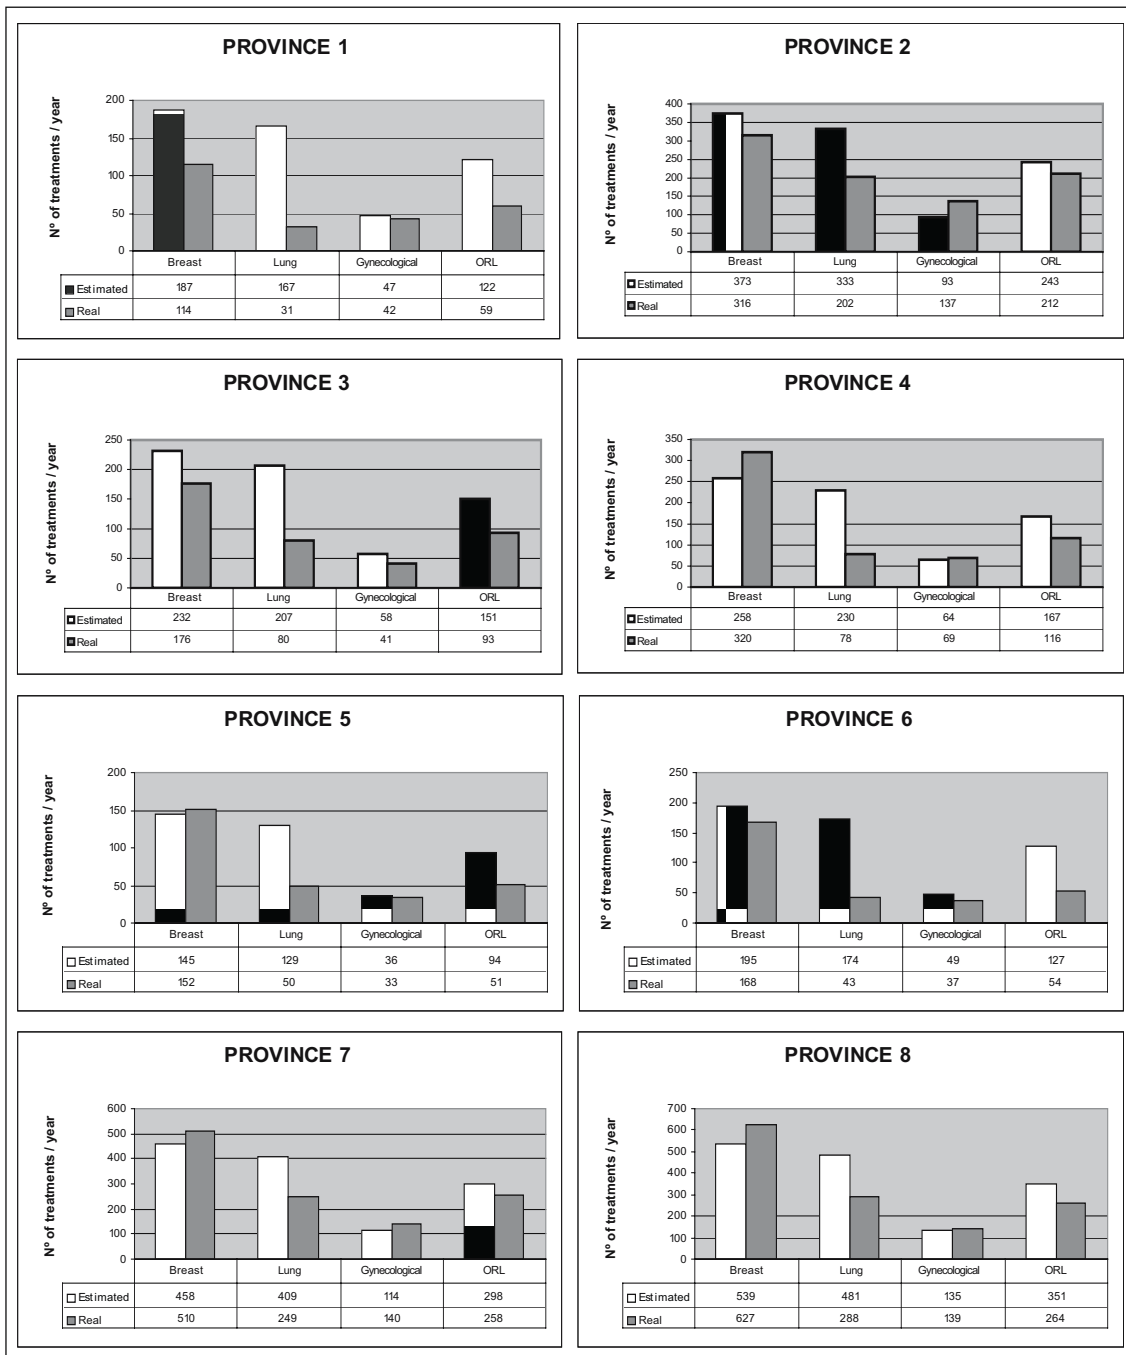 PROVINCE 1
Nº of treatments / year
200
150
100
50
0
Breast Lung Gynecological ORL
Estimated 187 167 47 122
Real 114 31 42 59
PROVINCE 2
Nº of treatments / year
400
350
300
250
200
150
100
50
0
Breast Lung Gynecological ORL
Estimated 373 333 93 243
Real 316 202 137 212
PROVINCE 3
Nº of treatments / year
250
200
150
100
50
0
Breast Lung Gynecological ORL
Estimated 232 207 58 151
Real 176 80 41 93
PROVINCE 4
Nº of treatments / year
350
300
250
200
150
100
50
0
Breast Lung Gynecological ORL
Estimated 258 230 64 167
Real 320 78 69 116
PROVINCE 5
Nº of treatments / year
200
150
100
50
0
Breast Lung Gynecological ORL
Estimated 145 129 36 94
Real 152 50 33 51
PROVINCE 6
Nº of treatments / year
250
200
150
100
50
0
Breast Lung Gynecological ORL
Estimated 195 174 49 127
Real 168 43 37 54
PROVINCE 7
Nº of treatments / year
600
500
400
300
200
100
0
Breast Lung Gynecological ORL
Estimated 458 409 114 298
Real 510 249 140 258
PROVINCE 8
Nº of treatments / year
700
600
500
400
300
200
100
0
Breast Lung Gynecological ORL
Estimated 539 481 135 351
Real 627 288 139 264